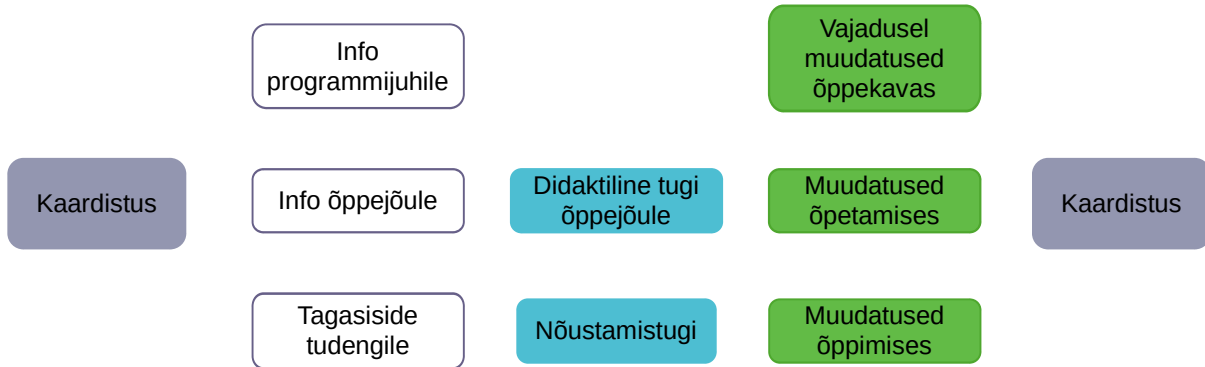 Info
programmijuhile
Vajadusel
muudatused
õppekavas
Kaardistus
Info õppejõule
Didaktiline tugi
õppejõule
Muudatused
õpetamises
Kaardistus
Tagasiside
tudengile
Nõustamistugi
Muudatused
õppimises